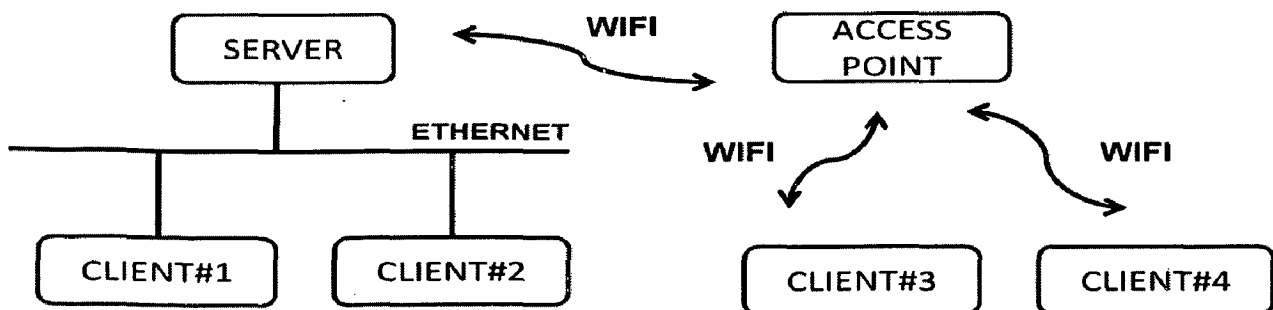 WIFI
SERVER
ACCESS
POINT
ETHERNET
WIFI
WIFI
CLIENT#1
CLIENT#2
CLIENT#3
CLIENT#4